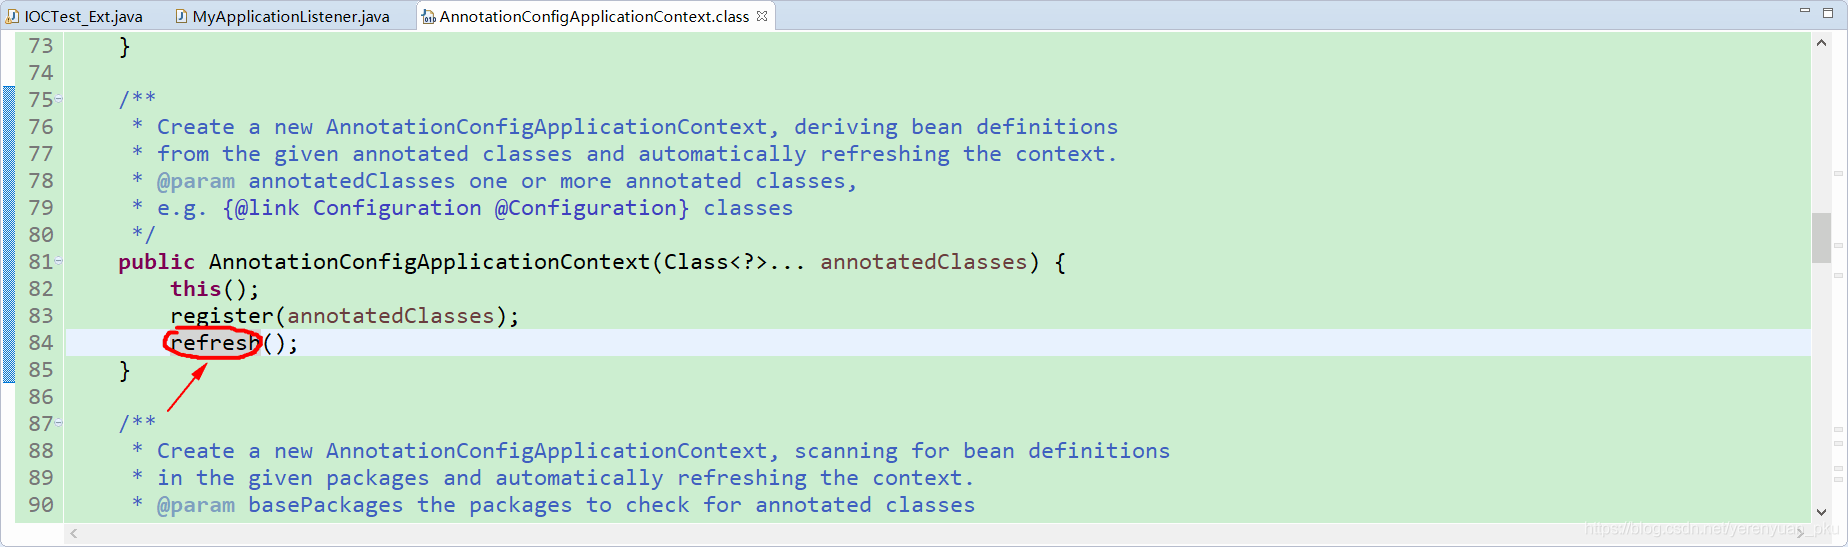 IOCTest_Ext.java MyApplicationListener.java AnnotationConfigApplicationContext.class
73 }
74
75 /**
76 * Create a new AnnotationConfigApplicationContext, deriving bean definitions
77 * from the given annotated classes and automatically refreshing the context.
78 * @param annotatedClasses one or more annotated classes,
79 * e.g. {@link Configuration @Configuration} classes
80 */
81 public AnnotationConfigApplicationContext(Class<?>... annotatedClasses) {
82 this();
83 register(annotatedClasses);
84 refresh();
85 }
86
87 /**
88 * Create a new AnnotationConfigApplicationContext, scanning for bean definitions
89 * in the given packages and automatically refreshing the context.
90 * @param basePackages the packages to check for annotated classes
https://blog.csdn.net/yerenyuan_pku